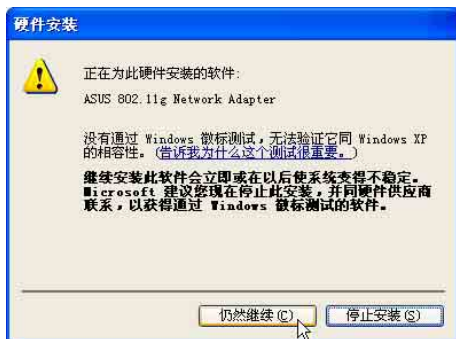 硬件安装
正在为此硬件安装的软件:
ASUS 802.11g Network Adapter
没有通过 Windows 徽标测试，无法验证它同 Windows XP
的相容性。(告诉我为什么这个测试很重要。)
继续安装此软件会立即或在以后使系统变得不稳定。
Microsoft 建议您现在停止此安装，并同硬件供应商
联系，以获得通过 Windows 徽标测试的软件。
仍然继续(C) 停止安装(S)